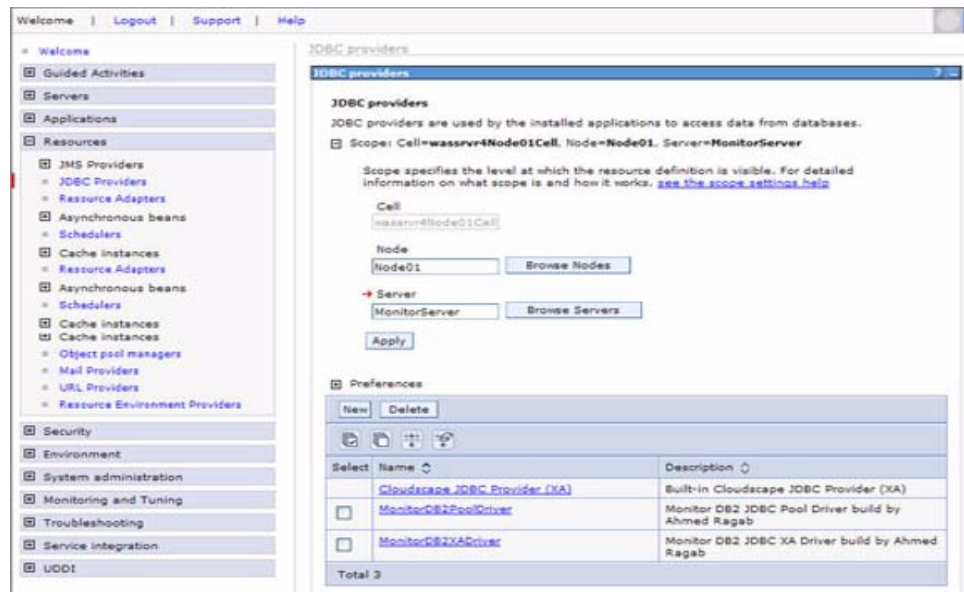 Welcome | Logout | Support | Help
Welcome
Guided Activities
Servers
Applications
Resources
JMS Providers
JDBC Providers
Resource Adapters
Asynchronous beans
Schedulers
Cache instances
Resource Adapters
Asynchronous beans
Schedulers
Cache instances
Cache instances
Object pool managers
Mail Providers
URL Providers
Resource Environment Providers
Security
Environment
System administration
Monitoring and Tuning
Troubleshooting
Service integration
UDDI
JDBC providers
JDBC providers ? _
JDBC providers
JDBC providers are used by the installed applications to access data from databases.
Scope: Cell=wassrvr4Node01Cell, Node=Node01, Server=MonitorServer
Scope specifies the level at which the resource definition is visible. For detailed
information on what scope is and how it works, see the scope settings help
Cell
wassrvr4Node01Cell
Node
Node01 Browse Nodes
Server
MonitorServer Browse Servers
Apply
Preferences
New Delete
Select Name Description
Cloudscape JDBC Provider (XA) Built-in Cloudscape JDBC Provider (XA)
MonitorDB2PoolDriver Monitor DB2 JDBC Pool Driver build by
Ahmed Ragab
MonitorDB2XADriver Monitor DB2 JDBC XA Driver build by Ahmed
Ragab
Total 3